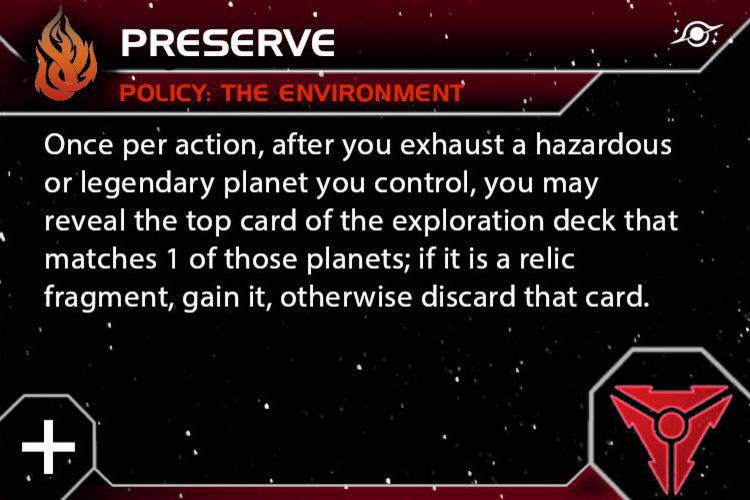 PRESERVE
POLICY: THE ENVIRONMENT
Once per action, after you exhaust a hazardous
or legendary planet you control, you may
reveal the top card of the exploration deck that
matches 1 of those planets; if it is a relic
fragment, gain it, otherwise discard that card.
+